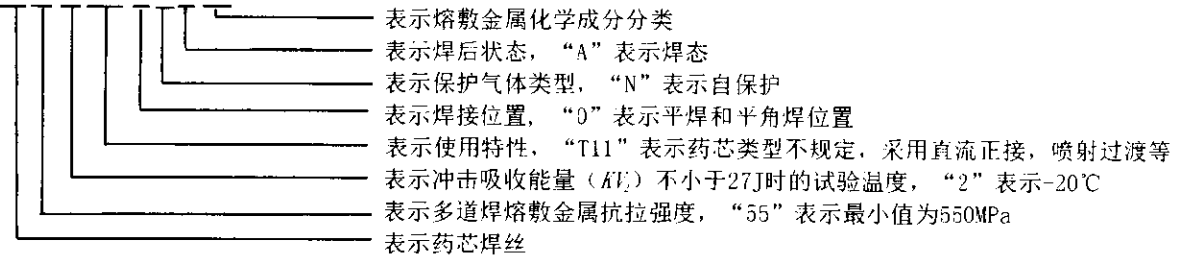 表示熔敷金属化学成分分类
表示焊后状态，“A”表示焊态
表示保护气体类型，“N”表示自保护
表示焊接位置，“0”表示平焊和平角焊位置
表示使用特性，“T11”表示药芯类型不规定，采用直流正接，喷射过渡等
表示冲击吸收能量（KV₂）不小于27J时的试验温度，“2”表示-20℃
表示多道焊熔敷金属抗拉强度，“55”表示最小值为550MPa
表示药芯焊丝